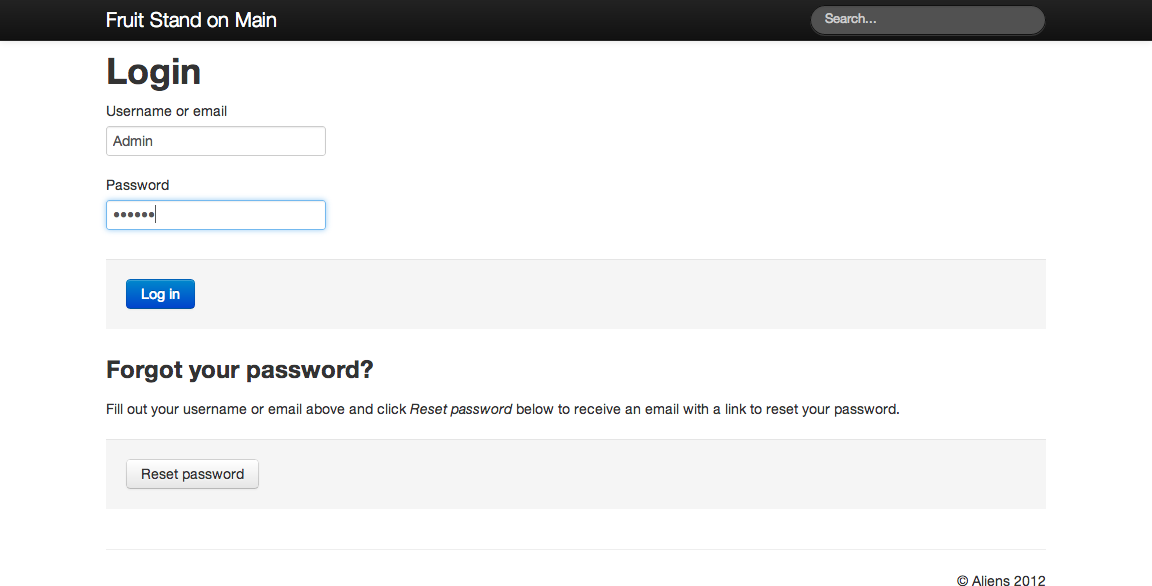 Fruit Stand on Main
Search...
Login
Username or email
Admin
Password
••••••
Log in
Forgot your password?
Fill out your username or email above and click Reset password below to receive an email with a link to reset your password.
Reset password
© Aliens 2012